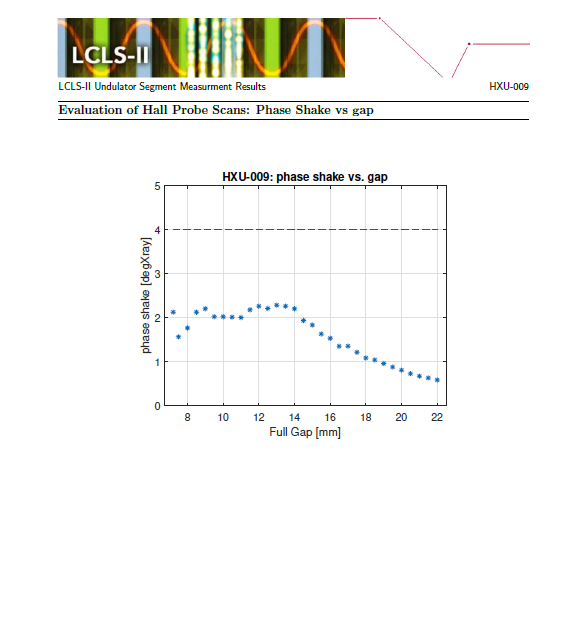 LCLS-II
LCLS-II Undulator Segment Measurment Results HXU-009
Evaluation of Hall Probe Scans: Phase Shake vs gap
HXU-009: phase shake vs. gap
5
4
3
2
1
0
phase shake [degXray]
8 10 12 14 16 18 20 22
Full Gap [mm]